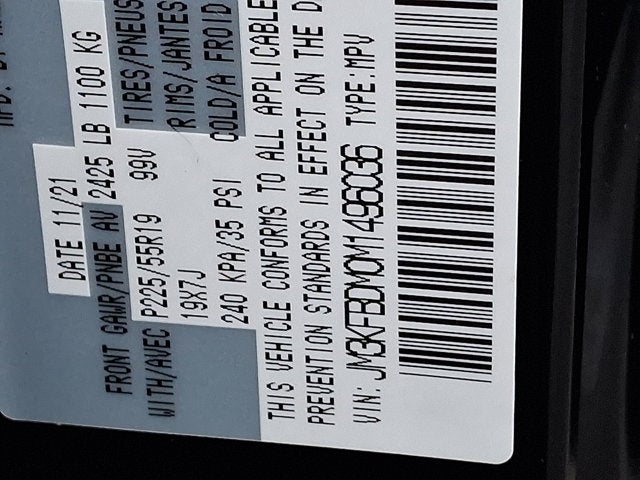 MFD. BY
DATE 11/21
FRONT GAWR/PNBE AV 2425 LB 1100 KG
WITH/AVEC P225/55R19 99V TIRES/PNEUS
19X7J RIMS/JANTES
240 KPA/35 PSI COLD/A FROID
THIS VEHICLE CONFORMS TO ALL APPLICABLE
PREVENTION STANDARDS IN EFFECT ON THE D
VIN: JM3KFBDM0M1496036 TYPE:MPV